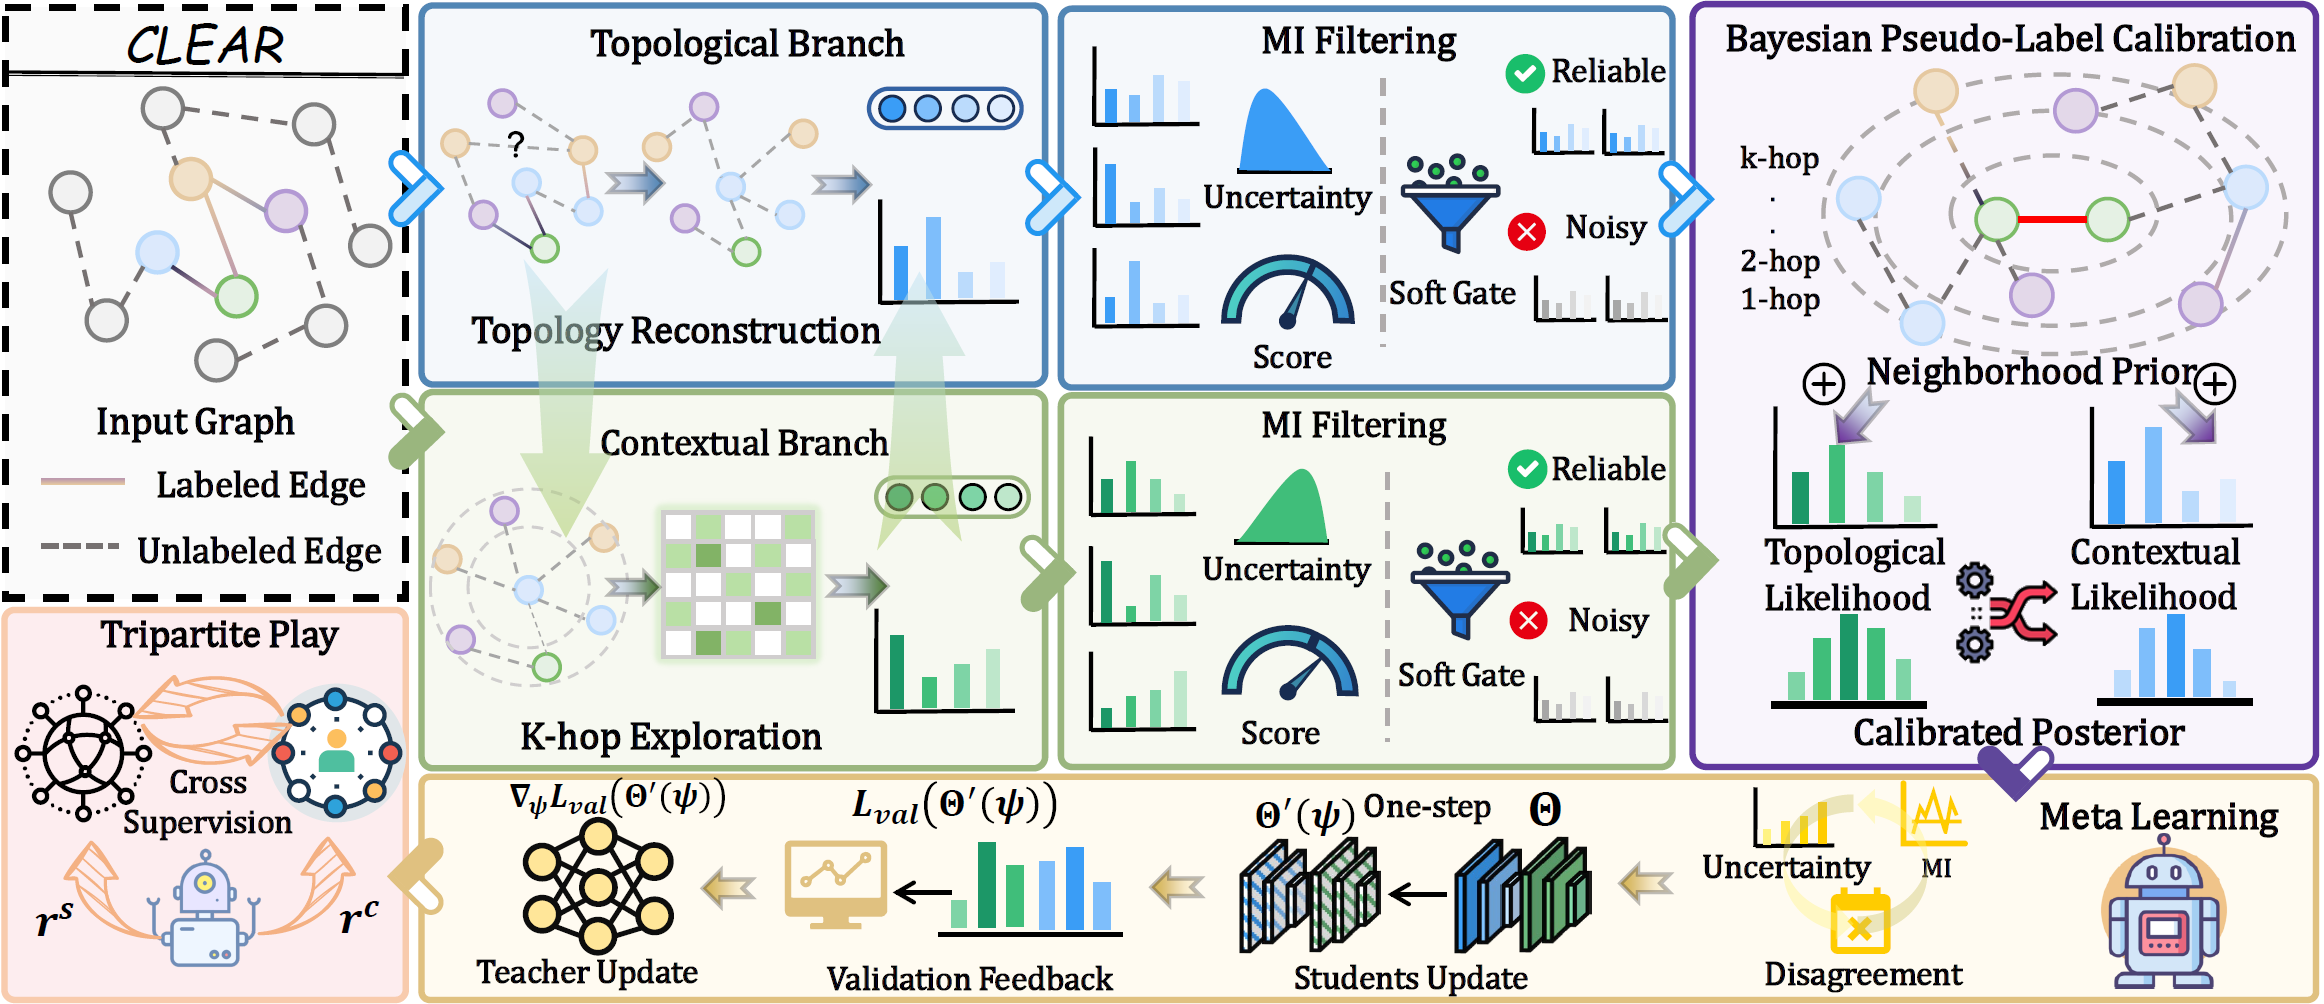 CLEAR
Input Graph
Labeled Edge
Unlabeled Edge
Topological Branch
?
Topology Reconstruction
MI Filtering
Uncertainty
Score
Soft Gate
Reliable
Noisy
Contextual Branch
K-hop Exploration
MI Filtering
Uncertainty
Score
Soft Gate
Reliable
Noisy
Bayesian Pseudo-Label Calibration
k-hop
.
.
2-hop
1-hop
Neighborhood Prior
Topological
Likelihood
Contextual
Likelihood
Calibrated Posterior
Meta Learning
Uncertainty
MI
Disagreement
Θ′(ψ) One-step Θ
Students Update
L_val(Θ′(ψ))
Validation Feedback
∇_ψ L_val(Θ′(ψ))
Teacher Update
Tripartite Play
Cross
Supervision
r^s
r^c